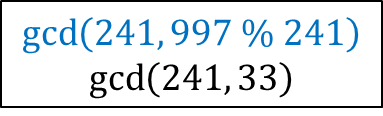 gcd(241, 997 % 241)
gcd(241, 33)